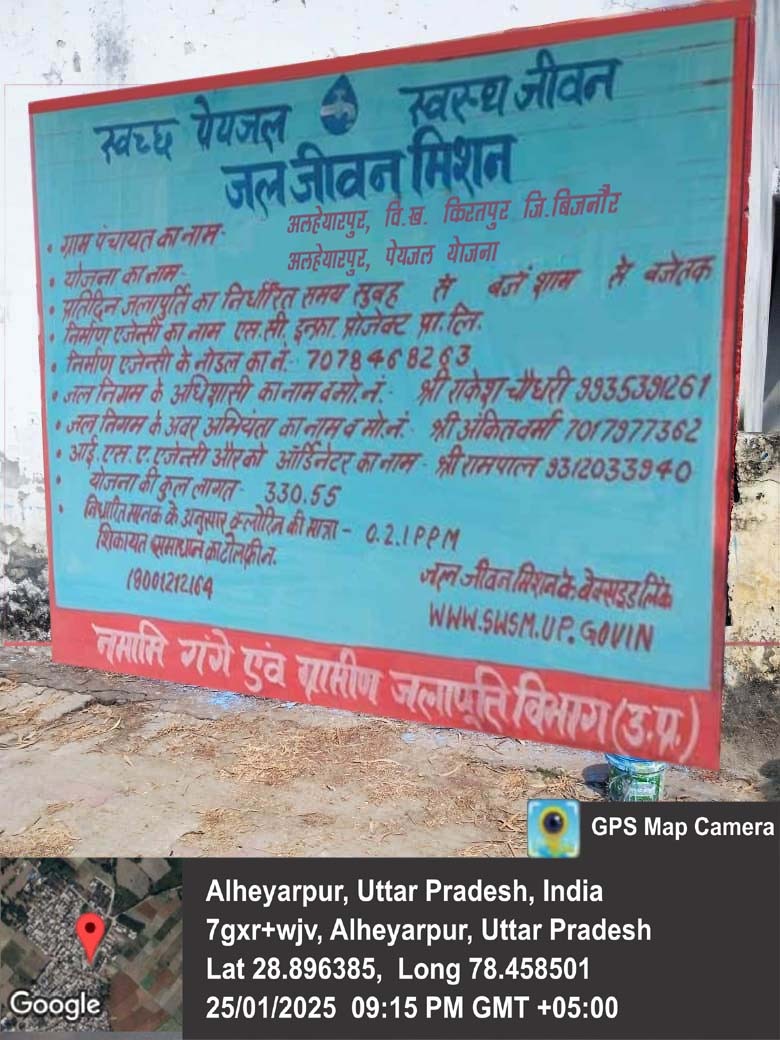 स्वच्छ पेयजल स्वस्थ जीवन
जल जीवन मिशन
• ग्राम पंचायत का नाम- अलहेयारपुर, वि.ख. किरतपुर जि.बिजनौर
• योजना का नाम- अलहेयारपुर, पेयजल योजना
• प्रतिदिन जलापुर्ति का निर्धारित समय सुबह से बजे शाम से बजेतक
• निर्माण एजेन्सी का नाम एस.सी. इन्फ्रा. प्रोजेक्ट प्रा.लि.
• निर्माण एजेन्सी के नोडल का नं.- 7078468263
• जल निगम के अधिशासी का नाम व मो.नं.- श्री राकेश चौधरी 9935391261
• जल निगम के अवर अभियंता का नाम व मो.नं. श्री अंकित वर्मा 7017977362
• आई.एस.ए.एजेन्सी और को ऑर्डिनेटर का नाम- श्री रामपाल 9312033940
• योजना की कुल लागत- 330.55
• निर्धारित मानक के अनुसार क्लोरिन की मात्रा- 0.2.1PPM
शिकायत समाधान का टोलफ्रीन.
18001212164
जल जीवन मिशन के वेबसाइड लिंक
WWW.SWSM.UP.GOVIN
नमामि गंगे एवं ग्रामीण जलापूर्ति विभाग (उ.प्र.)
GPS Map Camera
Alheyarpur, Uttar Pradesh, India
7gxr+wjv, Alheyarpur, Uttar Pradesh
Lat 28.896385, Long 78.458501
25/01/2025 09:15 PM GMT +05:00
Google